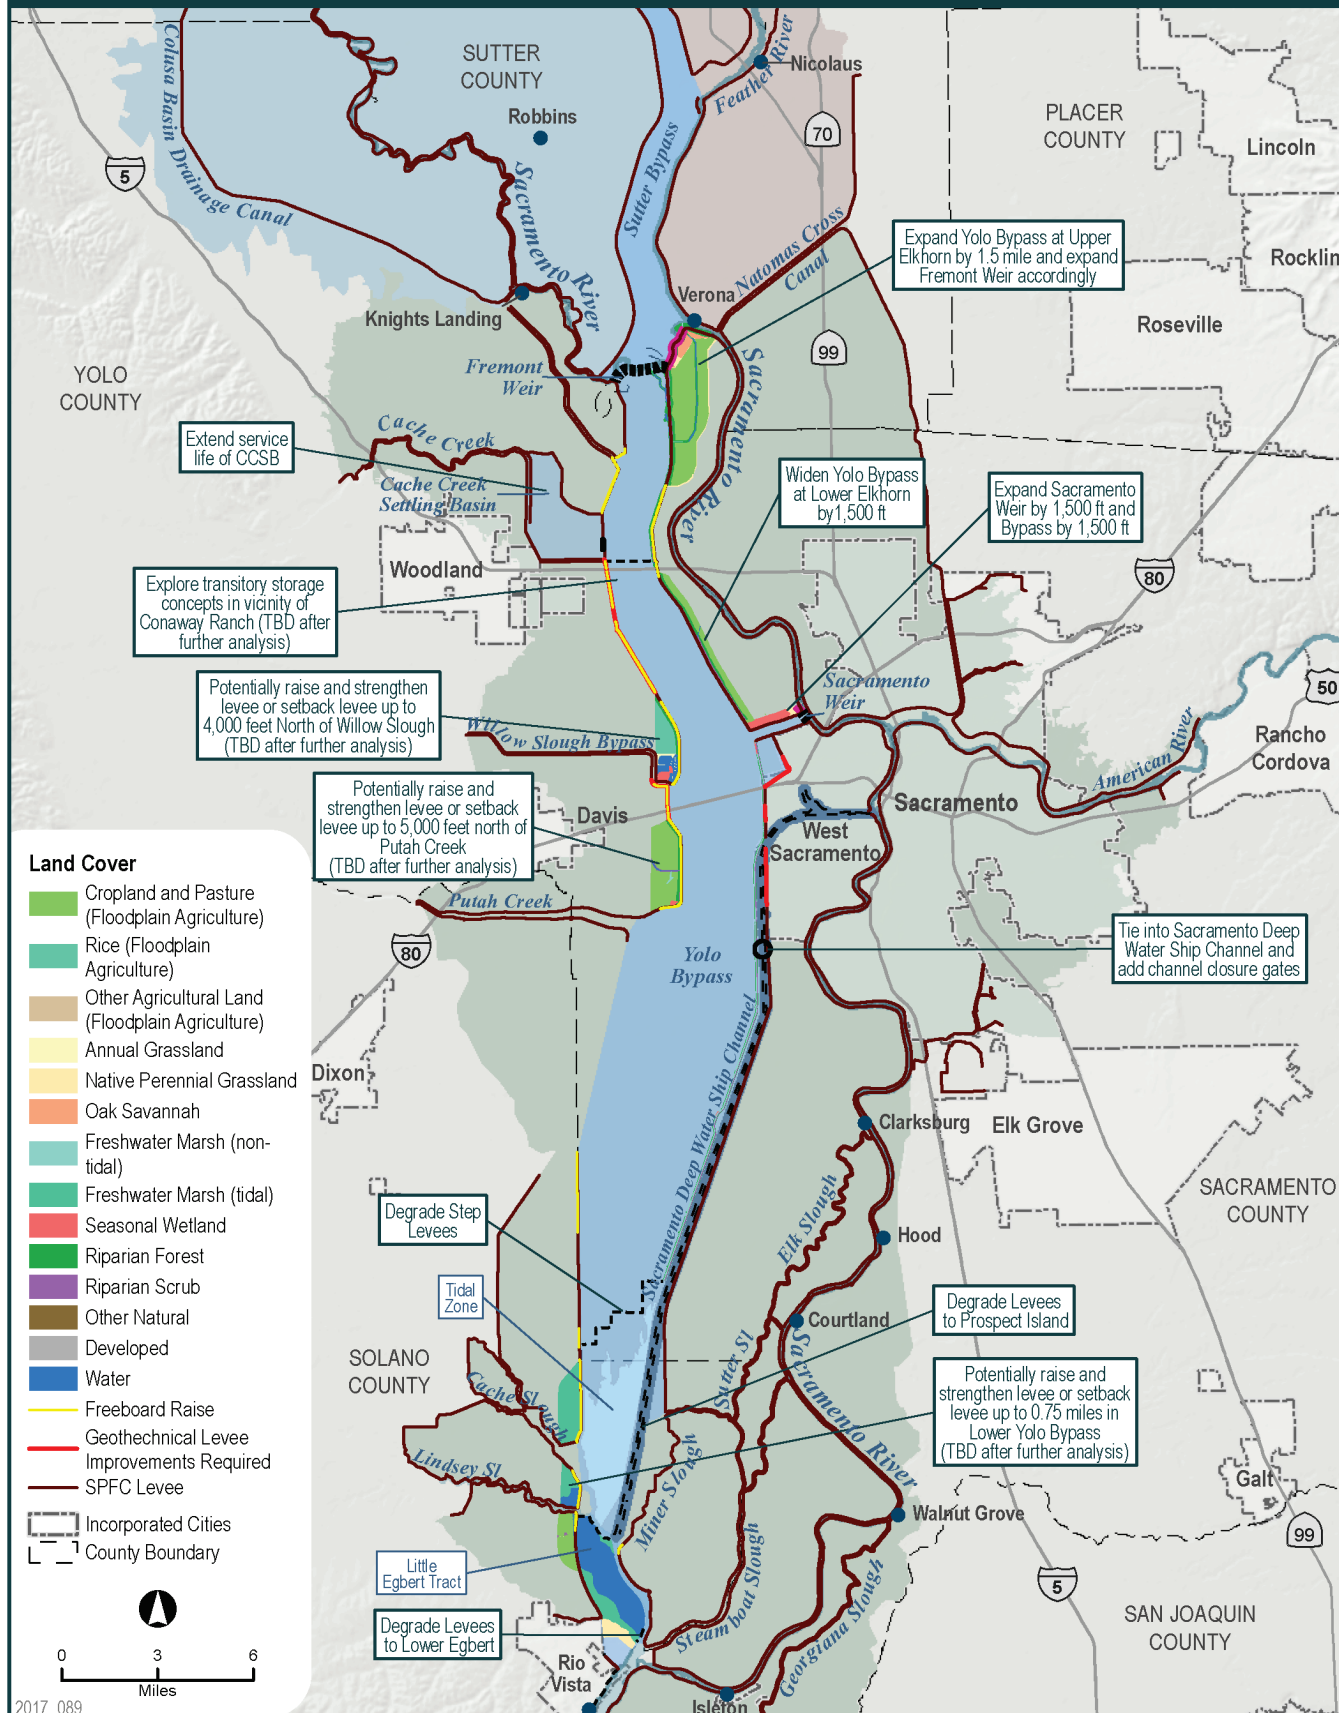 Colusa Basin Drainage Canal
SUTTER
COUNTY
Robbins
Feather River
Nicolaus
70
PLACER
COUNTY
Lincoln
5
Sacramento River
Sutter Bypass
Natomas Cross
Canal
Expand Yolo Bypass at Upper
Elkhorn by 1.5 mile and expand
Fremont Weir accordingly
Rocklin
Verona
Knights Landing
Roseville
99
YOLO
COUNTY
Fremont
Weir
Sacramento River
Extend service
life of CCSB
Cache Creek
Cache Creek
Settling Basin
Widen Yolo Bypass
at Lower Elkhorn
by1,500 ft
Expand Sacramento
Weir by 1,500 ft and
Bypass by 1,500 ft
Woodland
80
Explore transitory storage
concepts in vicinity of
Conaway Ranch (TBD after
further analysis)
Potentially raise and strengthen
levee or setback levee up to
4,000 feet North of Willow Slough
(TBD after further analysis)
Sacramento
Weir
50
Willow Slough Bypass
American River
Rancho
Cordova
Potentially raise and
strengthen levee or setback
levee up to 5,000 feet north of
Putah Creek
(TBD after further analysis)
Davis
Sacramento
West
Sacramento
Putah Creek
80
Yolo
Bypass
Tie into Sacramento Deep
Water Ship Channel and
add channel closure gates
Sacramento Deep Water Ship Channel
Dixon
Clarksburg
Elk Grove
Elk Slough
SACRAMENTO
COUNTY
Degrade Step
Levees
Hood
Tidal
Zone
Degrade Levees
to Prospect Island
Courtland
SOLANO
COUNTY
Sutter Sl
Sacramento River
Potentially raise and
strengthen levee or setback
levee up to 0.75 miles in
Lower Yolo Bypass
(TBD after further analysis)
Cache Slough
Lindsey Sl
Miner Slough
Galt
Walnut Grove
99
Little
Egbert Tract
Steamboat Slough
Georgiana Slough
5
Degrade Levees
to Lower Egbert
SAN JOAQUIN
COUNTY
Rio
Vista
Isleton
Land Cover
Cropland and Pasture
(Floodplain Agriculture)
Rice (Floodplain
Agriculture)
Other Agricultural Land
(Floodplain Agriculture)
Annual Grassland
Native Perennial Grassland
Oak Savannah
Freshwater Marsh (non-
tidal)
Freshwater Marsh (tidal)
Seasonal Wetland
Riparian Forest
Riparian Scrub
Other Natural
Developed
Water
Freeboard Raise
Geothechnical Levee
Improvements Required
SPFC Levee
Incorporated Cities
County Boundary
0 3 6
Miles
2017_089